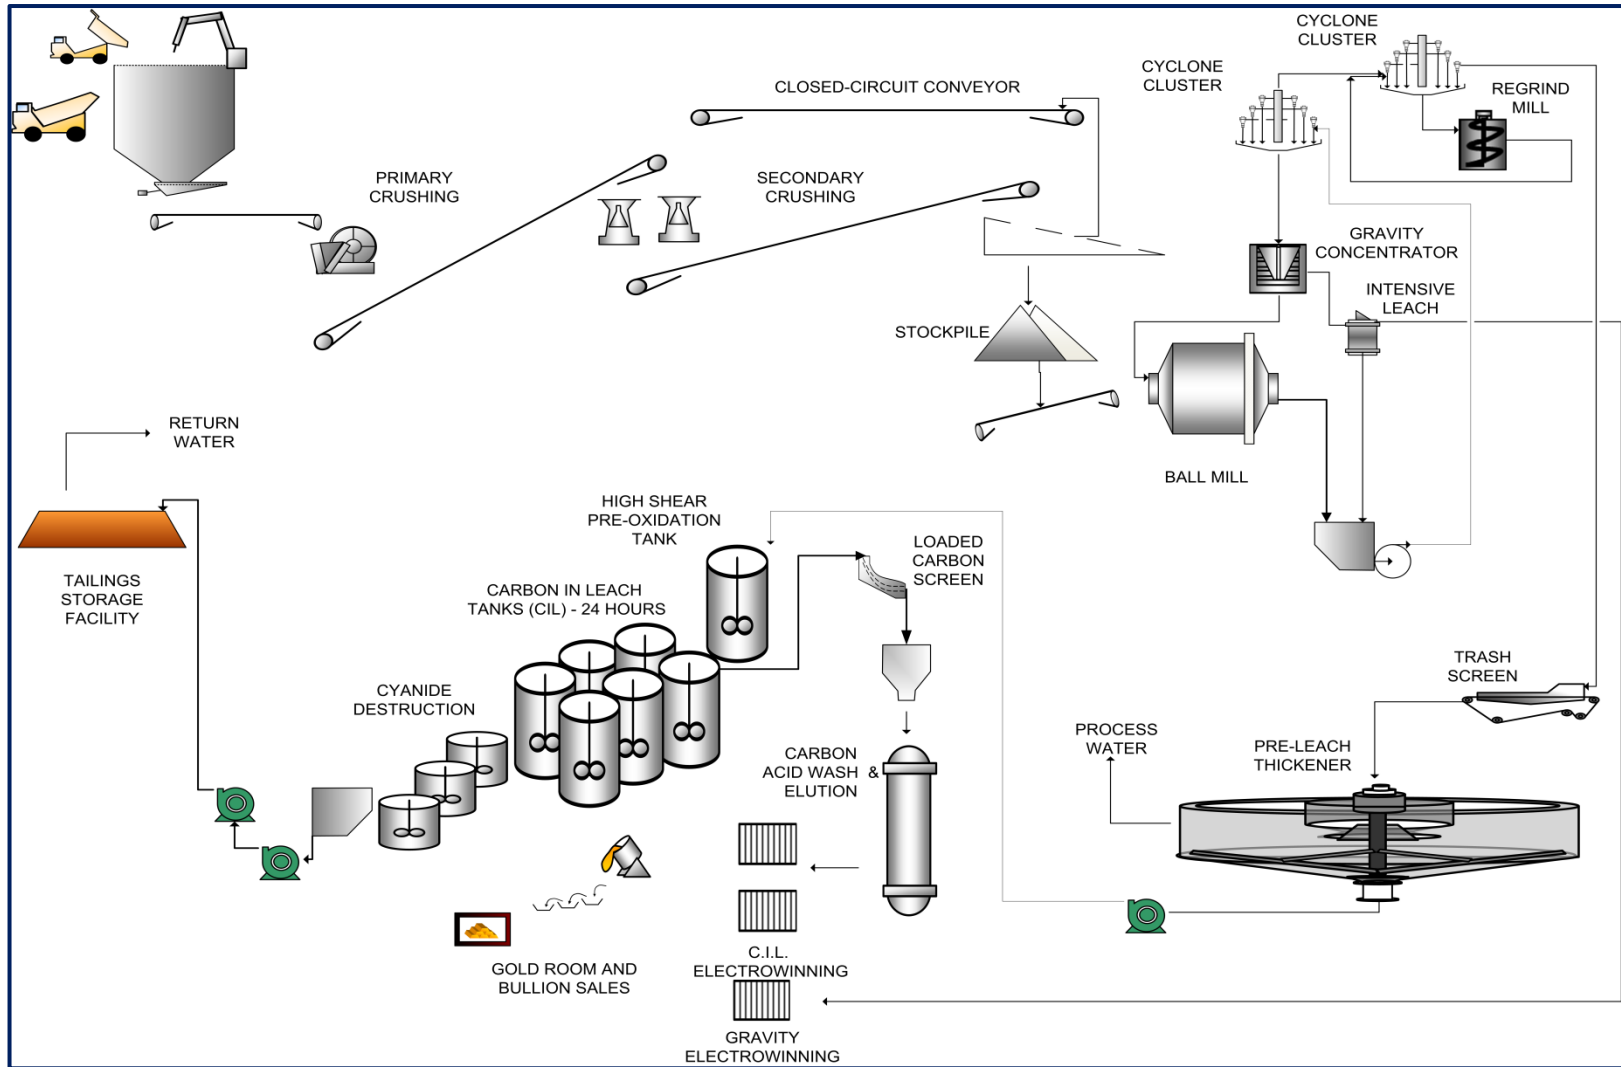 CYCLONE
CLUSTER
CYCLONE
CLUSTER
CLOSED-CIRCUIT CONVEYOR
REGRIND
MILL
PRIMARY
CRUSHING
SECONDARY
CRUSHING
GRAVITY
CONCENTRATOR
INTENSIVE
LEACH
STOCKPILE
RETURN
WATER
BALL MILL
HIGH SHEAR
PRE-OXIDATION
TANK
LOADED
CARBON
SCREEN
TAILINGS
STORAGE
FACILITY
CARBON IN LEACH
TANKS (CIL) - 24 HOURS
TRASH
SCREEN
CYANIDE
DESTRUCTION
PROCESS
WATER
PRE-LEACH
THICKENER
CARBON
ACID WASH &
ELUTION
C.I.L.
ELECTROWINNING
GOLD ROOM AND
BULLION SALES
GRAVITY
ELECTROWINNING